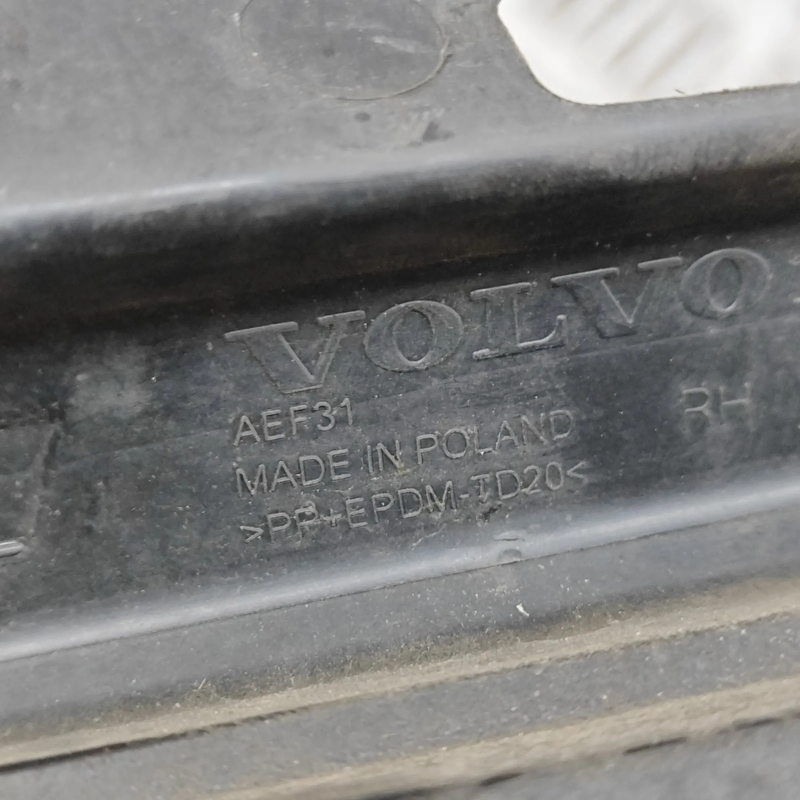 VOLVO
AEF31
MADE IN POLAND
RH
>PP+EPDM-TD20<